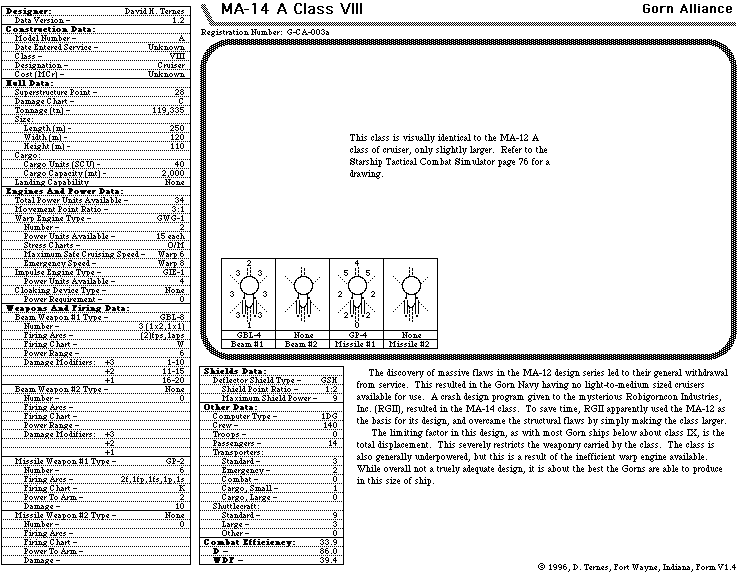 MA-14 A Class VIII
Gorn Alliance
Registration Number: G-CA-003a
Designer: David H. Ternes
Data Version - 1.2
Construction Data:
Model Number - A
Date Entered Service - Unknown
Class - VIII
Designation - Cruiser
Cost (MCr) - Unknown
Hull Data:
Superstructure Point - 28
Damage Chart - C
Tonnage (tn) - 119,335
Size:
Length (m) - 250
Width (m) - 120
Height (m) - 110
Cargo:
Cargo Units (SCU) - 40
Cargo Capacity (mt) - 2,000
Landing Capability None
Engines And Power Data:
Total Power Units Available - 34
Movement Point Ratio - 3:1
Warp Engine Type - GWG-1
Number - 2
Power Units Available - 15 each
Stress Charts - O/M
Maximum Safe Cruising Speed - Warp 6
Emergency Speed - Warp 8
Impulse Engine Type - GIE-1
Power Units Available - 4
Cloaking Device Type - None
Power Requirement - 0
Weapons And Firing Data:
Beam Weapon #1 Type - GBL-8
Number - 3 (1x2,1x1)
Firing Arcs - (2)fps,1aps
Firing Chart - W
Power Range - 6
Damage Modifiers: +3 1-10
+2 11-15
+1 16-20
Beam Weapon #2 Type - None
Number - 0
Firing Arcs -
Firing Chart -
Power Range -
Damage Modifiers: +3
+2
+1
Missile Weapon #1 Type - GP-2
Number - 6
Firing Arcs - 2f,1fp,1fs,1p,1s
Firing Chart - K
Power To Arm - 2
Damage - 10
Missile Weapon #2 Type - None
Number - 0
Firing Arcs -
Firing Chart -
Power To Arm -
Damage -
This class is visually identical to the MA-12 A
class of cruiser, only slightly larger. Refer to the
Starship Tactical Combat Simulator page 76 for a
drawing.
2 4
3 3 5 5
3 3 2 2
1 0
GBL-4 None GP-4 None
Beam #1 Beam #2 Missile #1 Missile #2
Shields Data:
Deflector Shield Type - GSH
Shield Point Ratio - 1:2
Maximum Shield Power - 9
Other Data:
Computer Type - 1DG
Crew - 140
Troops - 0
Passengers - 14
Transporters:
Standard - 3
Emergency - 2
Combat - 0
Cargo, Small - 1
Cargo, Large - 0
Shuttlecraft:
Standard - 9
Large - 3
Other - 0
Combat Efficiency: 33.9
D - 86.0
WDF - 39.4
The discovery of massive flaws in the MA-12 design series led to their general withdrawal
from service. This resulted in the Gorn Navy having no light-to-medium sized cruisers
available for use. A crash design program given to the mysterious Robigorncon Industries,
Inc. (RGII), resulted in the MA-14 class. To save time, RGII apparently used the MA-12 as
the basis for its design, and overcame the structural flaws by simply making the class larger.
The limiting factor in this design, as with most Gorn ships below about class IX, is the
total displacement. This severely restricts the weaponry carried by the class. The class is
also generally underpowered, but this is a result of the inefficient warp engine available.
While overall not a truely adequate design, it is about the best the Gorns are able to produce
in this size of ship.
© 1996, D. Ternes, Fort Wayne, Indiana, Form V1.4